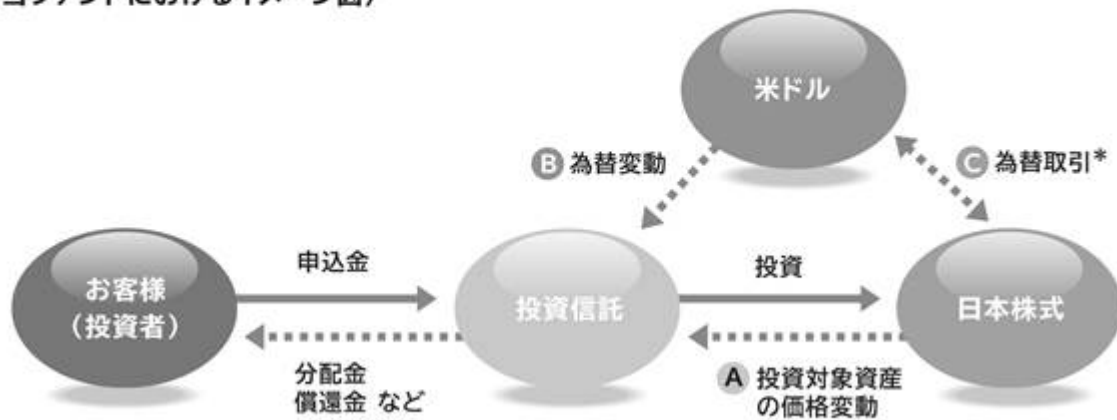 米ドル
B 為替変動
C 為替取引*
お客様
(投資者)
申込金
投資信託
投資
日本株式
分配金
償還金 など
A 投資対象資産
の価格変動